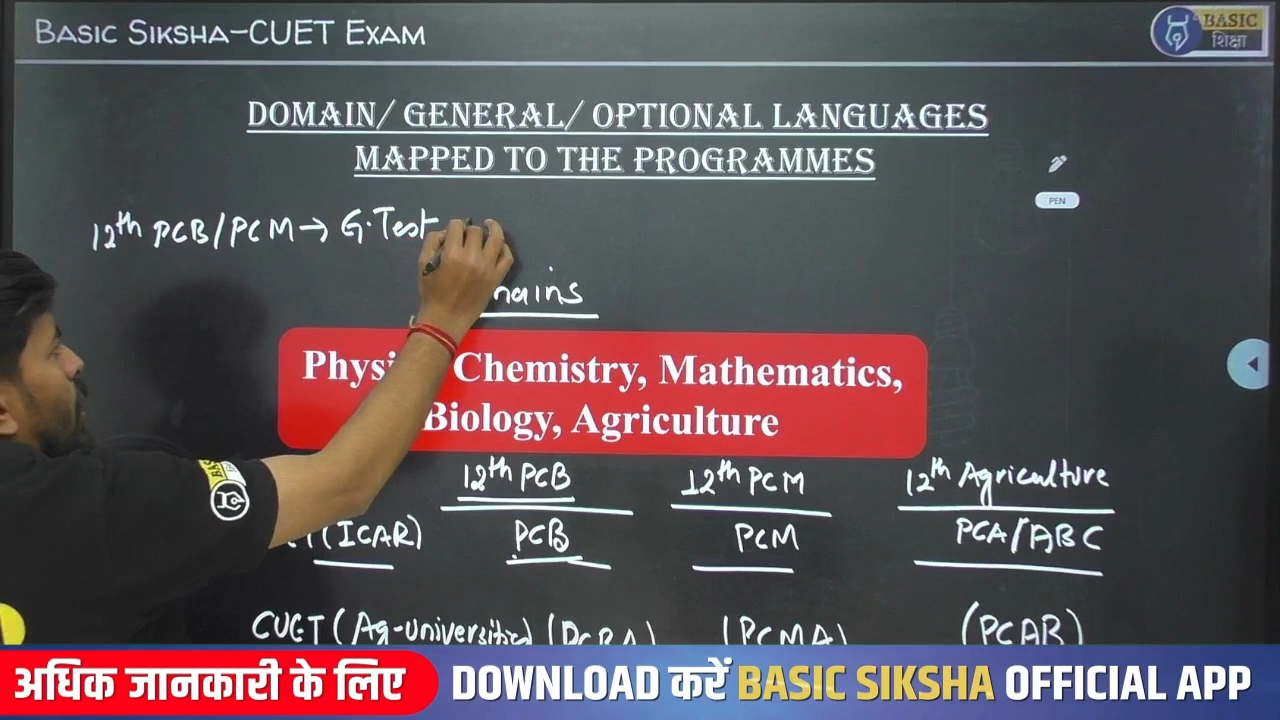 BASIC SIKSHA-CUET EXAM
BASIC
शिक्षा
DOMAIN/ GENERAL/ OPTIONAL LANGUAGES
MAPPED TO THE PROGRAMMES
PEN
12th PCB/PCM → G.Test
Chemistry, Mathematics,
Biology, Agriculture
12th PCB 12th PCM 12th Agriculture
(ICAR) PCB PCM PCA/ABC
CUET (Ag-universities) (PCBA) (PCMA) (PCAB)
अधिक जानकारी के लिए DOWNLOAD करें BASIC SIKSHA OFFICIAL APP